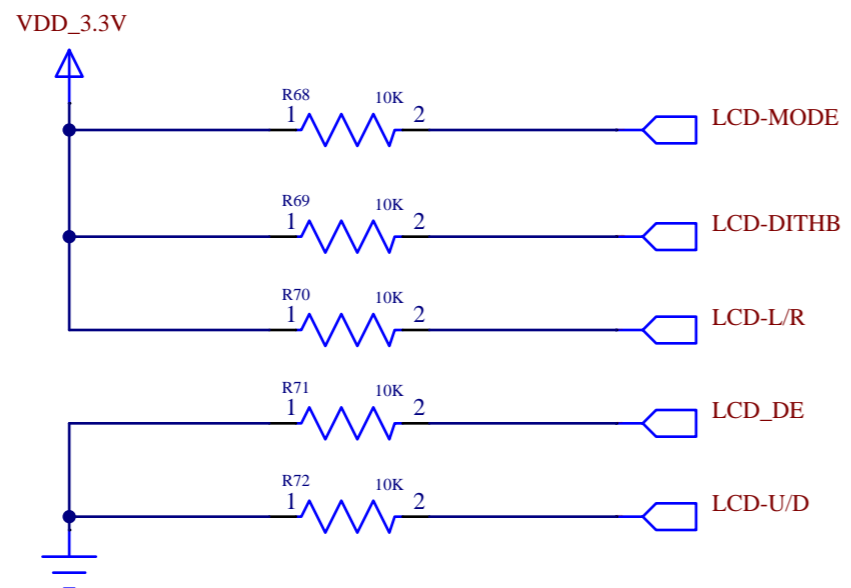 VDD_3.3V
R68 10K
1 2 LCD-MODE
R69 10K
1 2 LCD-DITHB
R70 10K
1 2 LCD-L/R
R71 10K
1 2 LCD_DE
R72 10K
1 2 LCD-U/D